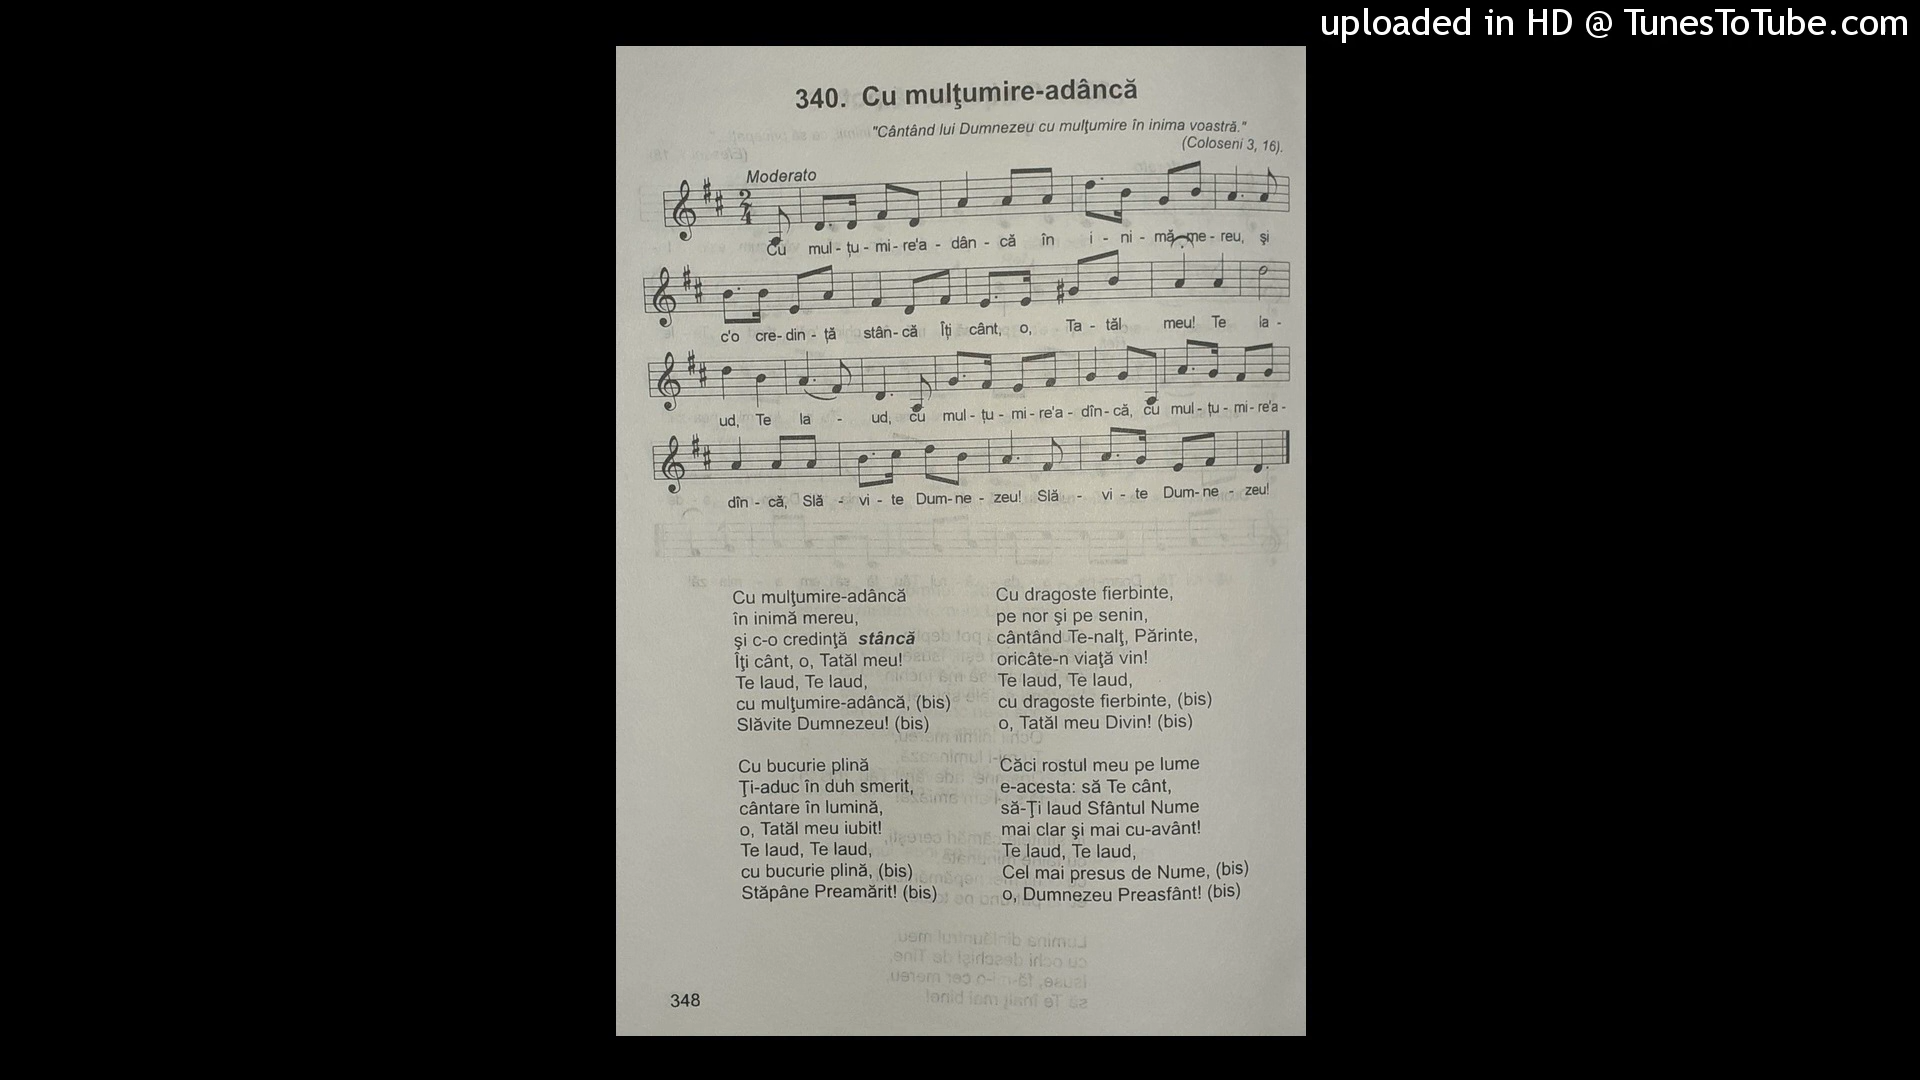 uploaded in HD @ TunesToTube.com
340. Cu mulţumire-adâncă
"Cântând lui Dumnezeu cu mulţumire în inima voastră."
(Coloseni 3, 16).
Moderato
2
4
Cu mul - ţu - mi - re'a - dân - că în i - ni - mă me - reu, şi
c'o cre - din - ţă stân - că Îţi cânt, o, Ta - tăl meu! Te la -
ud, Te la - ud, cu mul - ţu - mi - re'a - dîn - că, cu mul - ţu - mi - re'a -
dîn - că, Slă - vi - te Dum - ne - zeu! Slă - vi - te Dum - ne - zeu!
Cu mulţumire-adâncă
în inimă mereu,
şi c-o credinţă stâncă
Îţi cânt, o, Tatăl meu!
Te laud, Te laud,
cu mulţumire-adâncă, (bis)
Slăvite Dumnezeu! (bis)
Cu bucurie plină
Ţi-aduc în duh smerit,
cântare în lumină,
o, Tatăl meu iubit!
Te laud, Te laud,
cu bucurie plină, (bis)
Stăpâne Preamărit! (bis)
Cu dragoste fierbinte,
pe nor şi pe senin,
cântând Te-nalţ, Părinte,
oricâte-n viaţă vin!
Te laud, Te laud,
cu dragoste fierbinte, (bis)
o, Tatăl meu Divin! (bis)
Căci rostul meu pe lume
e-acesta: să Te cânt,
să-Ţi laud Sfântul Nume
mai clar şi mai cu-avânt!
Te laud, Te laud,
Cel mai presus de Nume, (bis)
o, Dumnezeu Preasfânt! (bis)
348